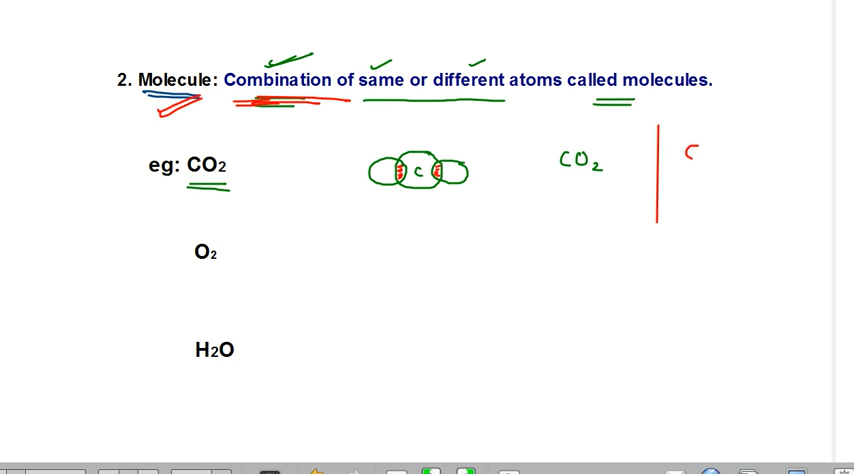 2. Molecule: Combination of same or different atoms called molecules.
eg: CO2 C CO2 C
O2
H2O